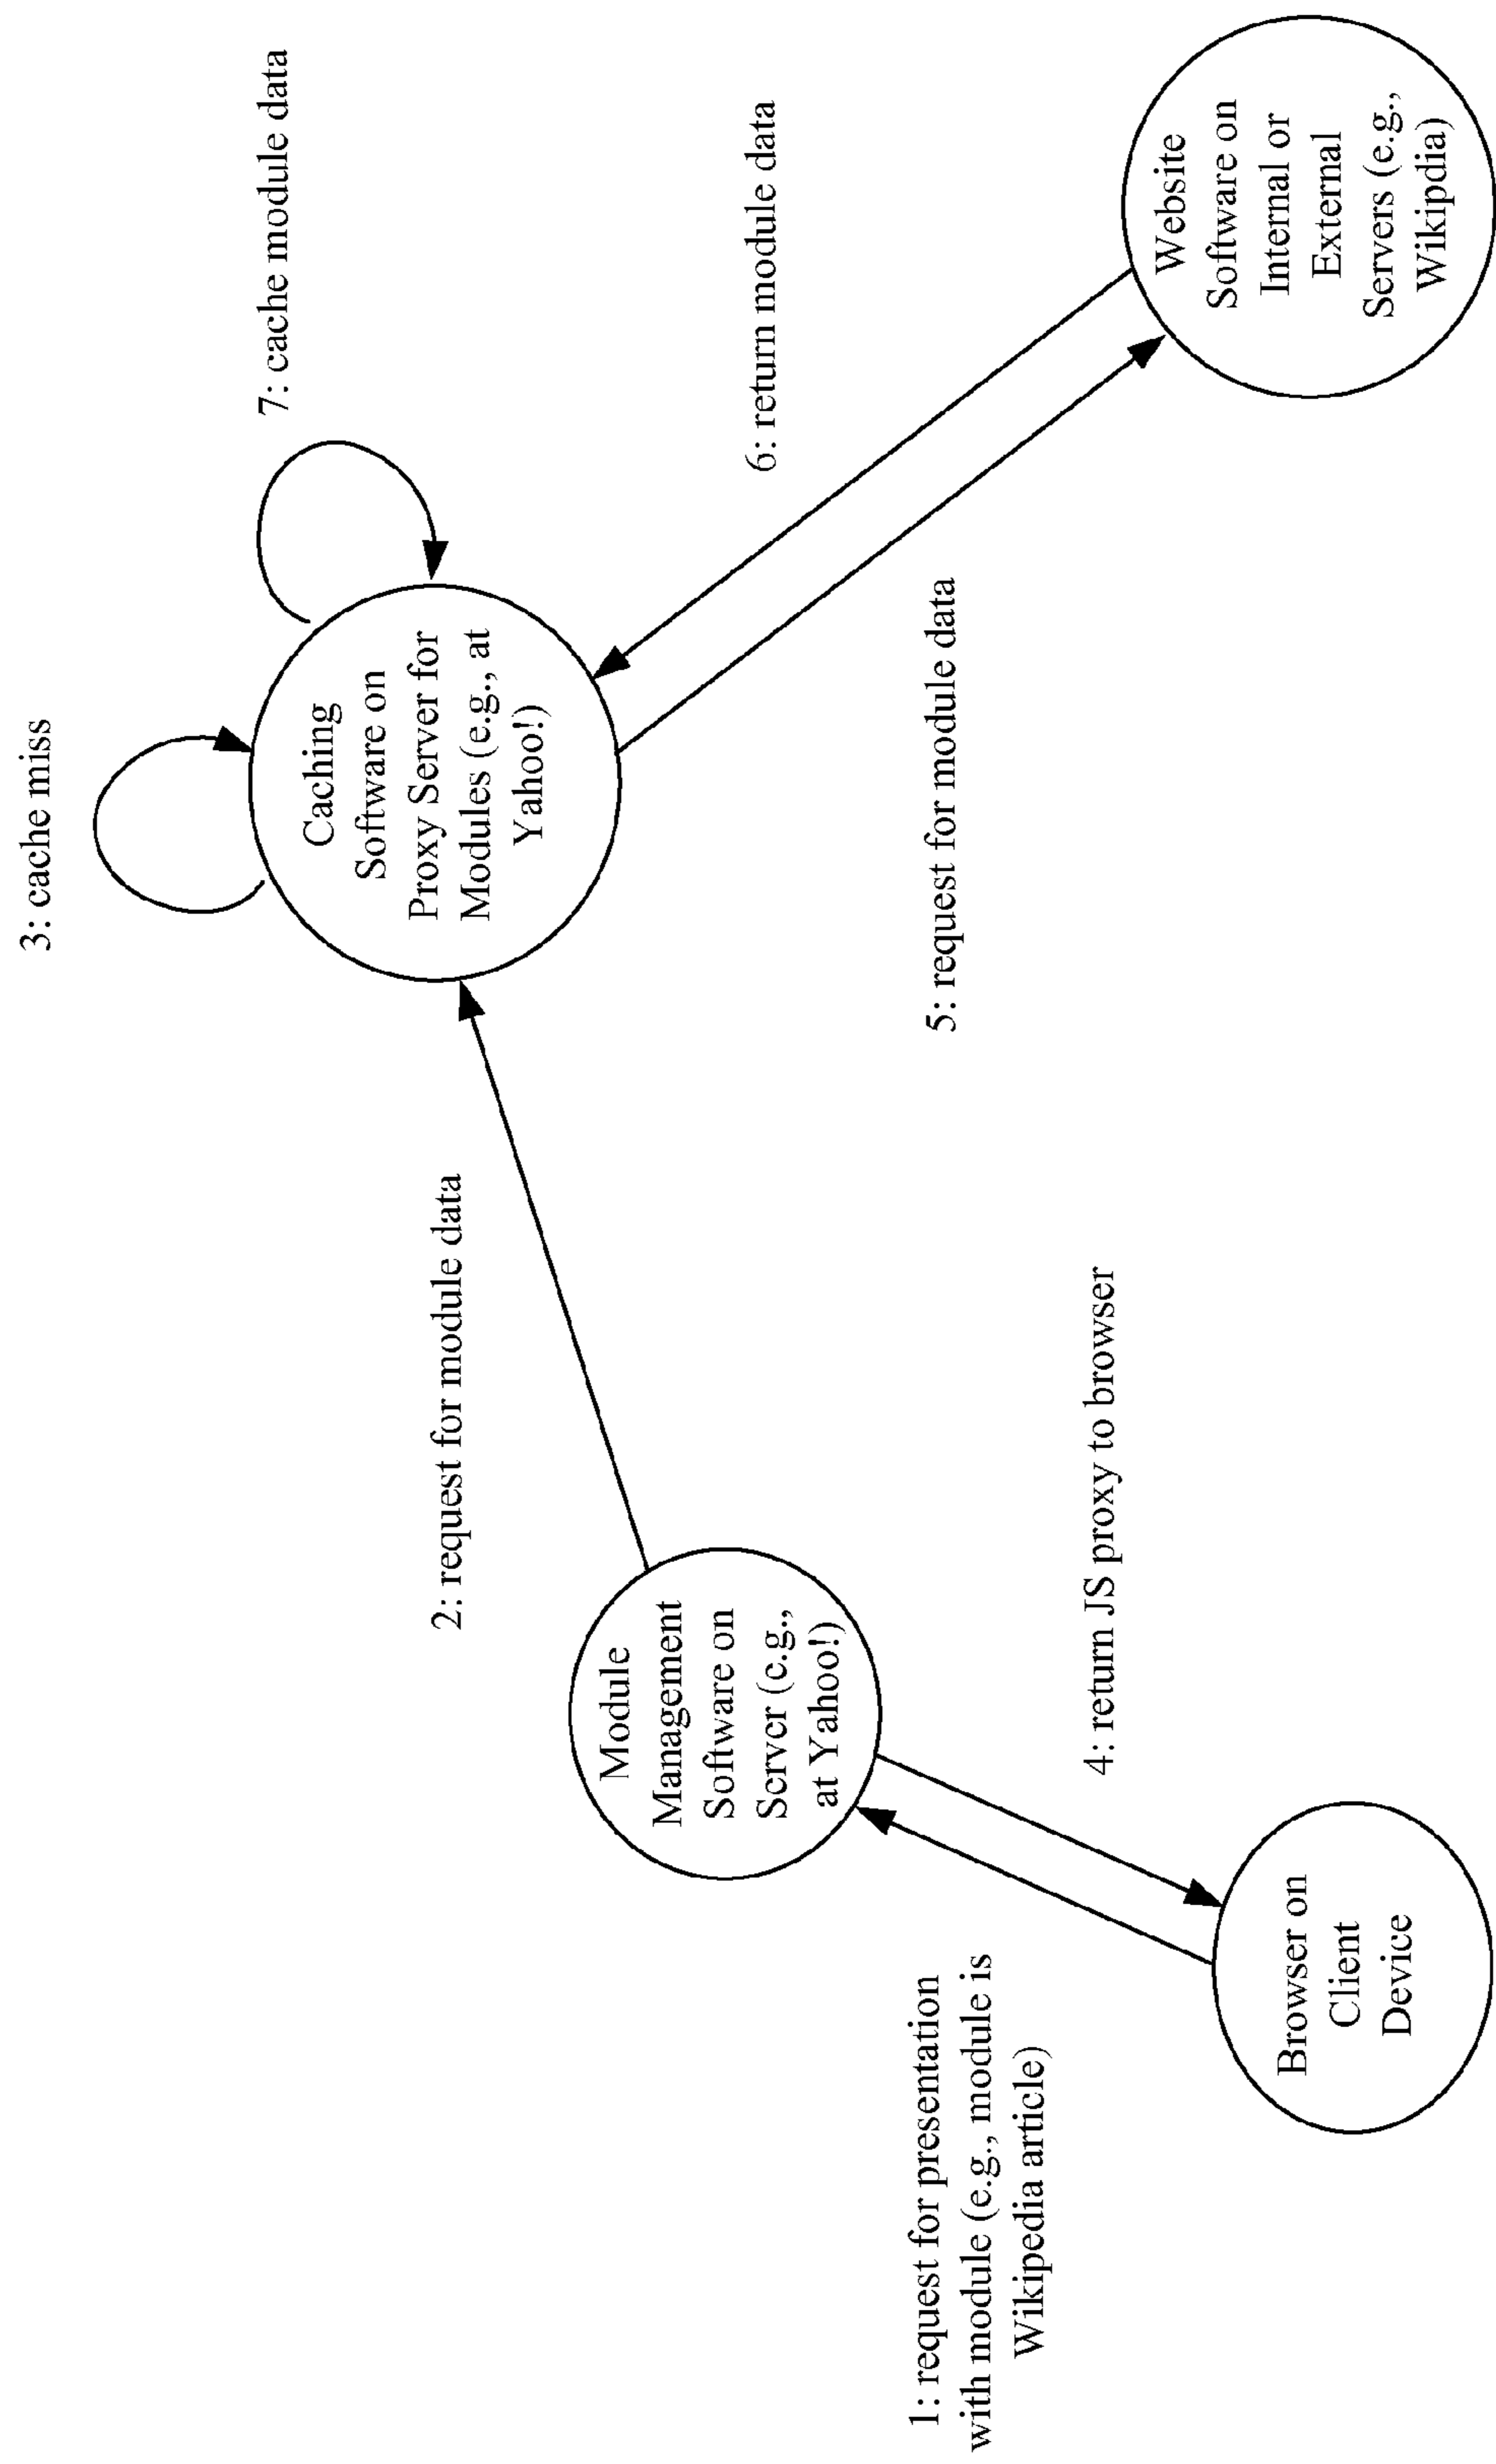 3: cache miss
7: cache module data
Caching
Software on
Proxy Server for
Modules (e.g., at
Yahoo!)
2: request for module data
6: return module data
Module
Management
Software on
Server (e.g.,
at Yahoo!)
5: request for module data
1: request for presentation
with module (e.g., module is
Wikipedia article)
4: return JS proxy to browser
Website
Software on
Internal or
External
Servers (e.g.,
Wikipdia)
Browser on
Client
Device